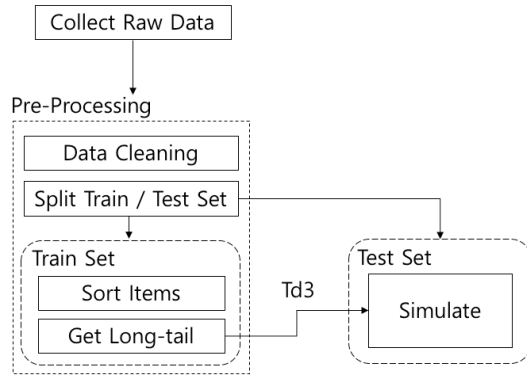 Collect Raw Data
Pre-Processing
Data Cleaning
Split Train / Test Set
Train Set
Sort Items
Get Long-tail
Td3
Test Set
Simulate